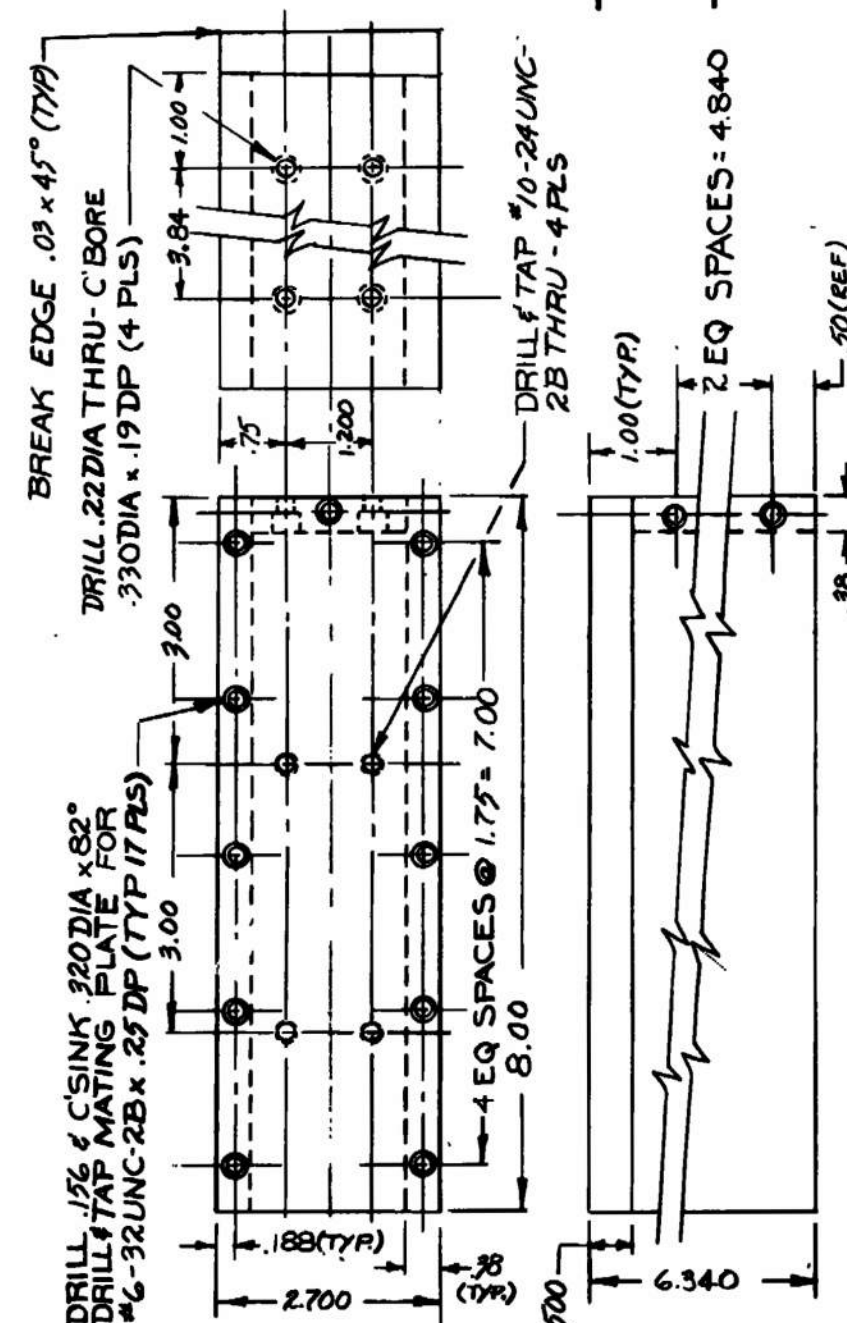 BREAK EDGE .03 x 45° (TYP)
DRILL .22 DIA THRU - C'BORE
.330 DIA x .19 DP (4 PLS)
1.00
3.84
DRILL & TAP #10-24 UNC-
2B THRU - 4 PLS
.75
1.200
2 EQ SPACES = 4.840
1.00 (TYP.)
.50 (REF)
.38
3.00
3.00
DRILL .156 & C'SINK .320 DIA x 82°
DRILL & TAP MATING PLATE FOR
#6-32 UNC-2B x .25 DP (TYP 17 PLS)
4 EQ SPACES @ 1.75 = 7.00
8.00
.188 (TYP.)
.38
(TYP.)
2.700
500
6.340